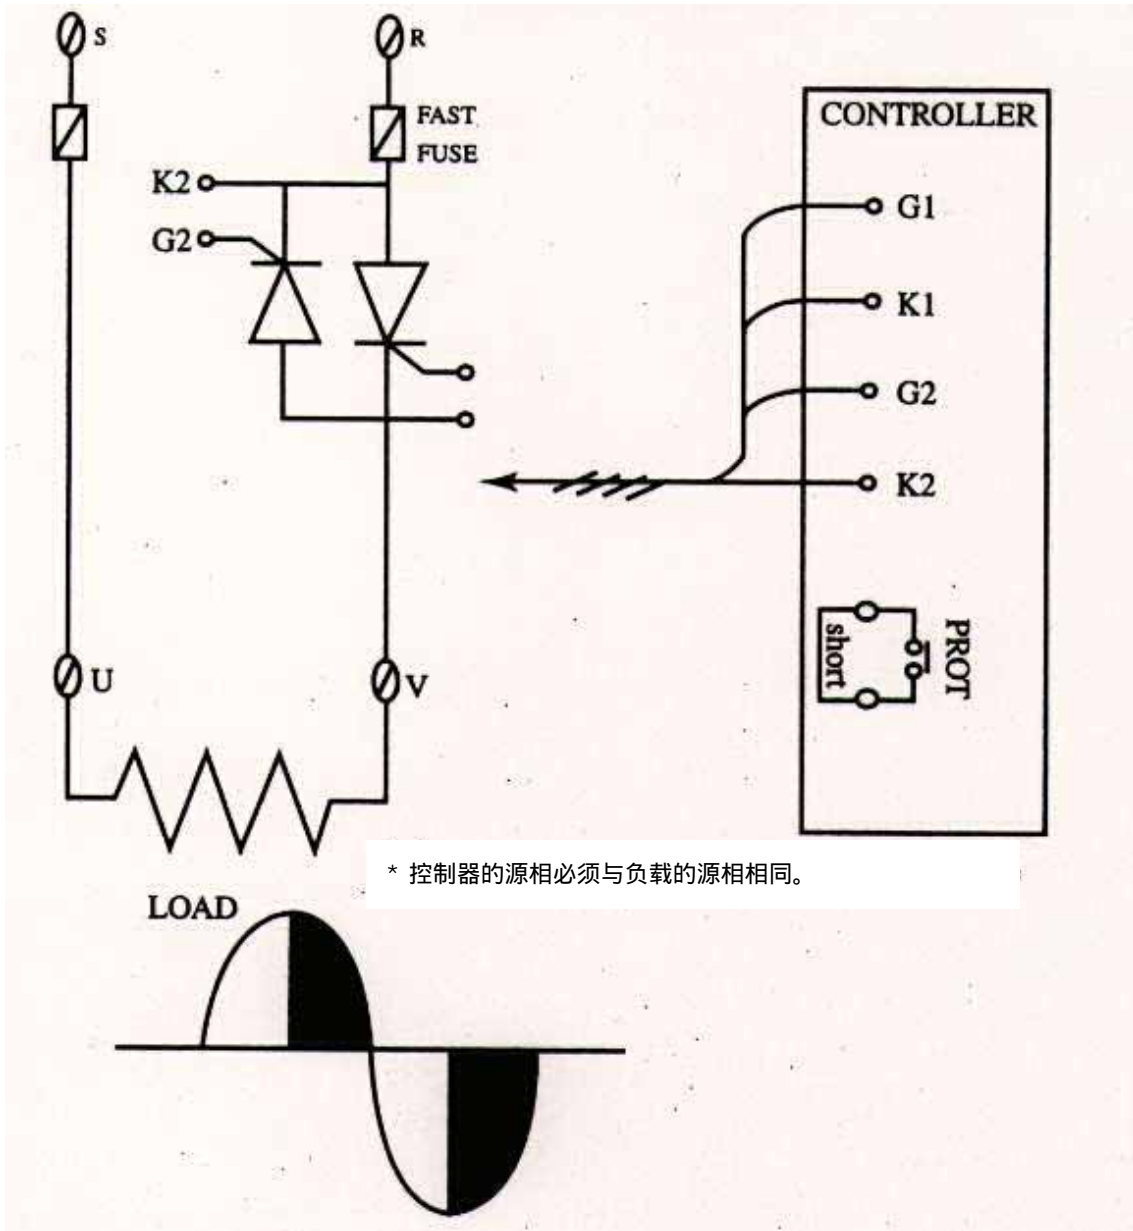 S
R
FAST
FUSE
K2
G2
CONTROLLER
G1
K1
G2
K2
short
PROT
U
V
* 控制器的源相必须与负载的源相相同。
LOAD